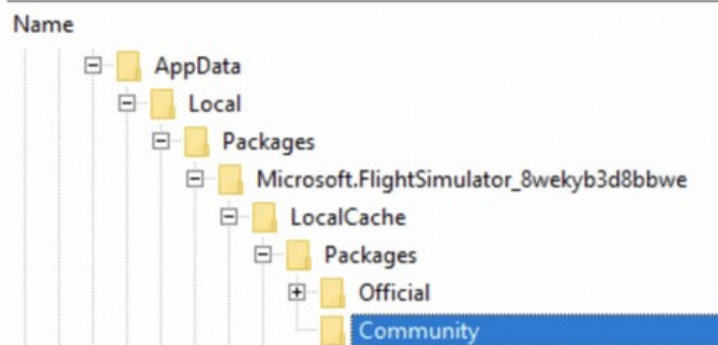 Name
AppData
Local
Packages
Microsoft.FlightSimulator_8wekyb3d8bbwe
LocalCache
Packages
Official
Community